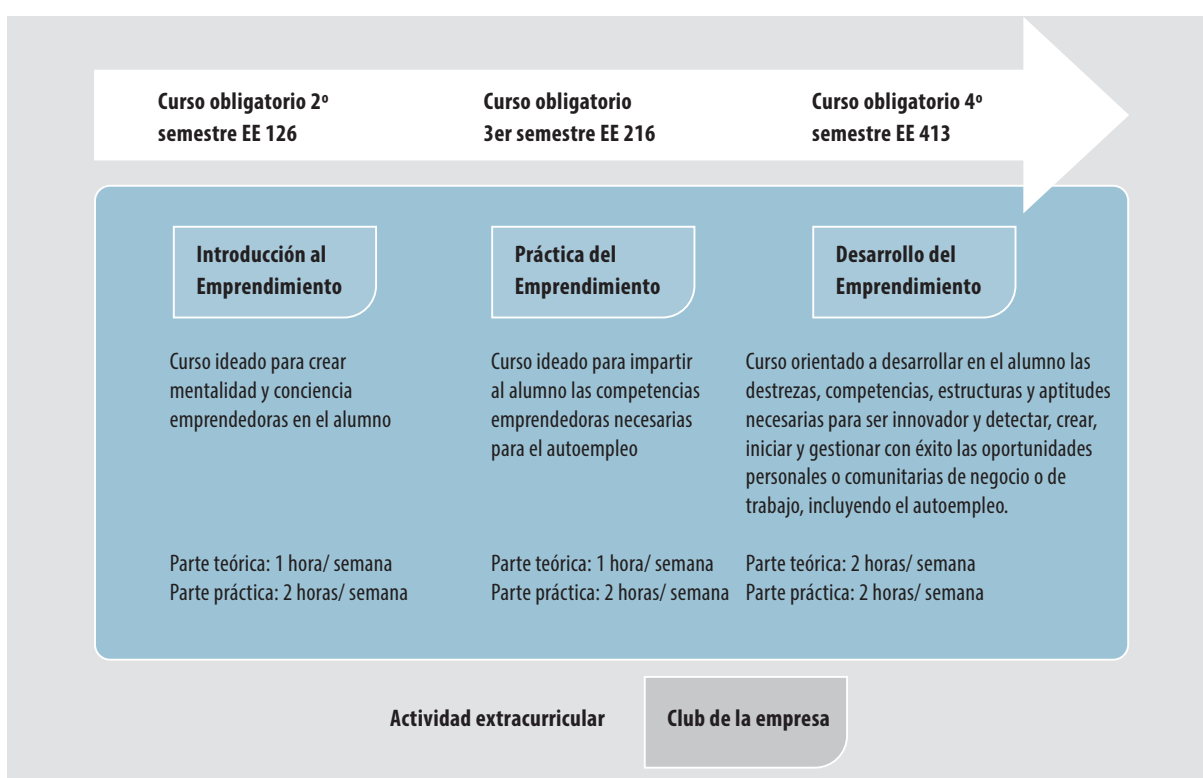 Curso obligatorio 2º
semestre EE 126
Curso obligatorio
3er semestre EE 216
Curso obligatorio 4º
semestre EE 413
Introducción al
Emprendimiento
Práctica del
Emprendimiento
Desarrollo del
Emprendimiento
Curso ideado para crear
mentalidad y conciencia
emprendedoras en el alumno
Curso ideado para impartir
al alumno las competencias
emprendedoras necesarias
para el autoempleo
Curso orientado a desarrollar en el alumno las
destrezas, competencias, estructuras y aptitudes
necesarias para ser innovador y detectar, crear,
iniciar y gestionar con éxito las oportunidades
personales o comunitarias de negocio o de
trabajo, incluyendo el autoempleo.
Parte teórica: 1 hora/ semana
Parte práctica: 2 horas/ semana
Parte teórica: 1 hora/ semana
Parte práctica: 2 horas/ semana
Parte teórica: 2 horas/ semana
Parte práctica: 2 horas/ semana
Actividad extracurricular
Club de la empresa